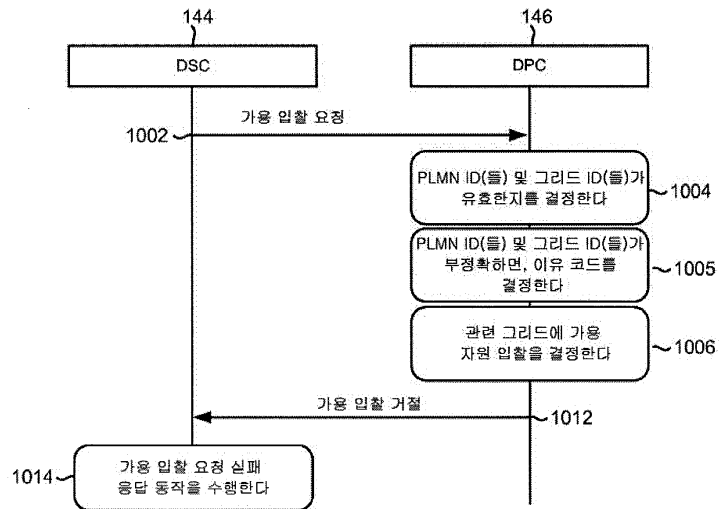 144
146
DSC
DPC
가용 입찰 요청
1002
PLMN ID(들) 및 그리드 ID(들)가
유효한지를 결정한다
1004
PLMN ID(들) 및 그리드 ID(들)가
부정확하면, 이유 코드를
결정한다
1005
관련 그리드에 가용
자원 입찰을 결정한다
1006
가용 입찰 거절
1012
1014
가용 입찰 요청 실패
응답 동작을 수행한다